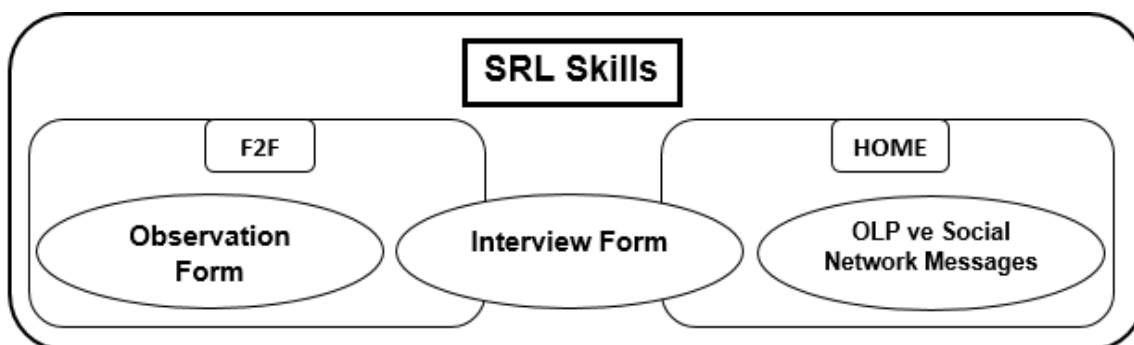 SRL Skills
F2F
HOME
Observation
Form
Interview Form
OLP ve Social
Network Messages